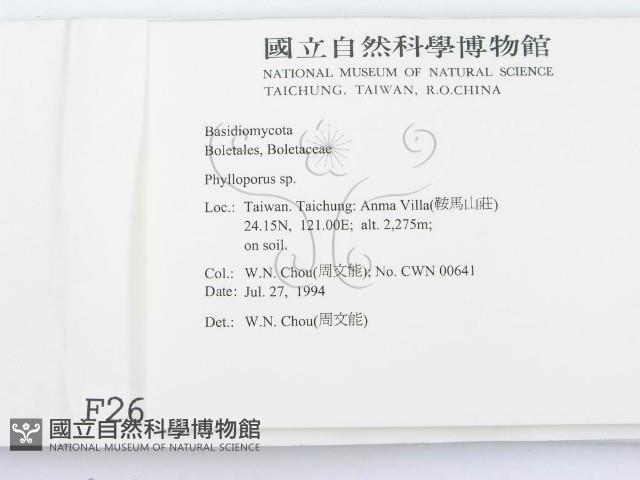 國立自然科學博物館
NATIONAL MUSEUM OF NATURAL SCIENCE
TAICHUNG, TAIWAN, R.O.CHINA
Basidiomycota
Boletales, Boletaceae
Phylloporus sp.
Loc.: Taiwan. Taichung: Anma Villa(鞍馬山莊)
24.15N, 121.00E; alt. 2,275m;
on soil.
Col.: W.N. Chou(周文能); No. CWN 00641
Date: Jul. 27, 1994
Det.: W.N. Chou(周文能)
F26
國立自然科學博物館
NATIONAL MUSEUM OF NATURAL SCIENCE